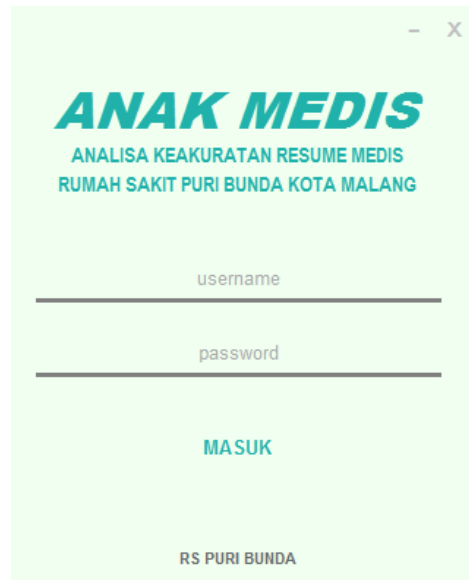 – X
ANAK MEDIS
ANALISA KEAKURATAN RESUME MEDIS
RUMAH SAKIT PURI BUNDA KOTA MALANG
username
password
MASUK
RS PURI BUNDA